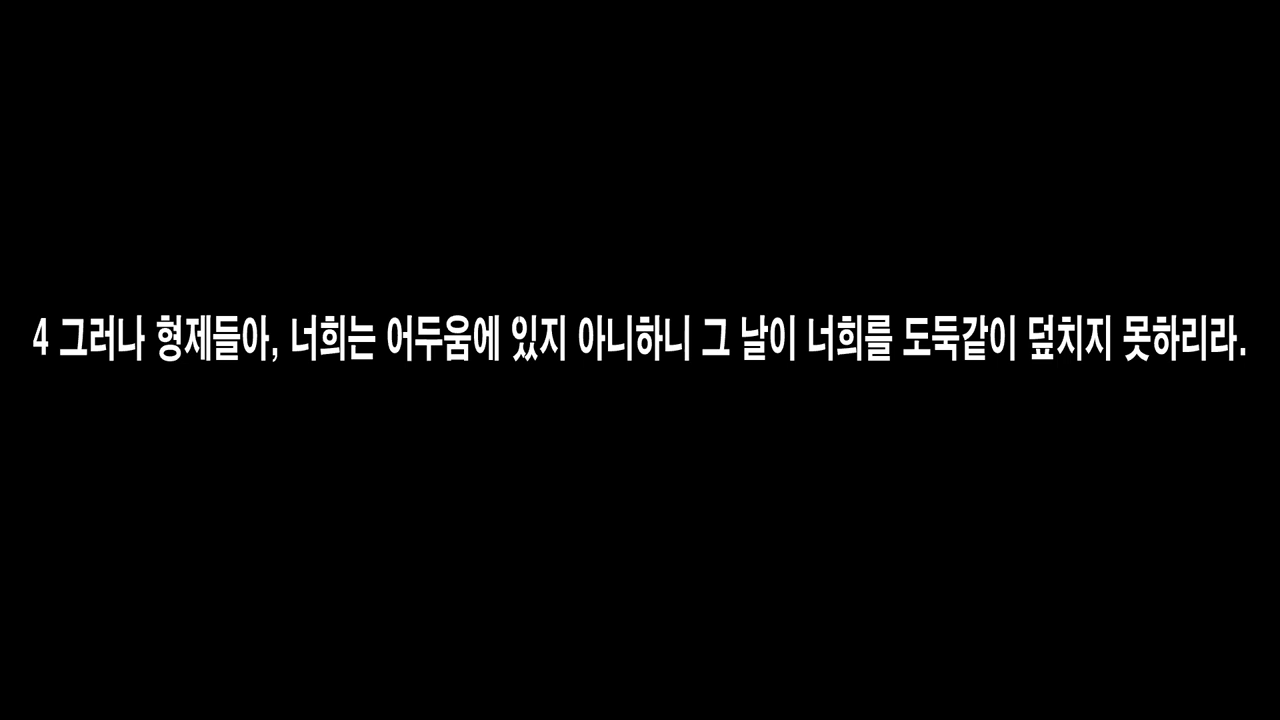 4 그러나 형제들아, 너희는 어두움에 있지 아니하니 그 날이 너희를 도둑같이 덮치지 못하리라.